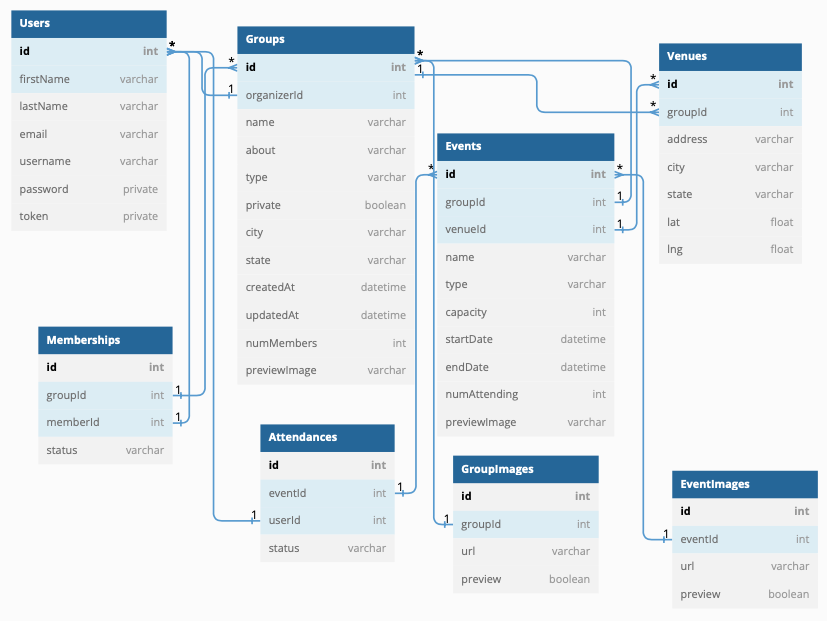 Users
id int
firstName varchar
lastName varchar
email varchar
username varchar
password private
token private
*
Groups
id int
organizerId int
name varchar
about varchar
type varchar
private boolean
city varchar
state varchar
createdAt datetime
updatedAt datetime
numMembers int
previewImage varchar
*
1
*
1
Venues
id int
groupId int
address varchar
city varchar
state varchar
lat float
lng float
*
*
Events
id int
groupId int
venueId int
name varchar
type varchar
capacity int
startDate datetime
endDate datetime
numAttending int
previewImage varchar
*
*
1
1
Memberships
id int
groupId int
memberId int
status varchar
1
1
Attendances
id int
eventId int
userId int
status varchar
1
1
GroupImages
id int
groupId int
url varchar
preview boolean
1
EventImages
id int
eventId int
url varchar
preview boolean
1